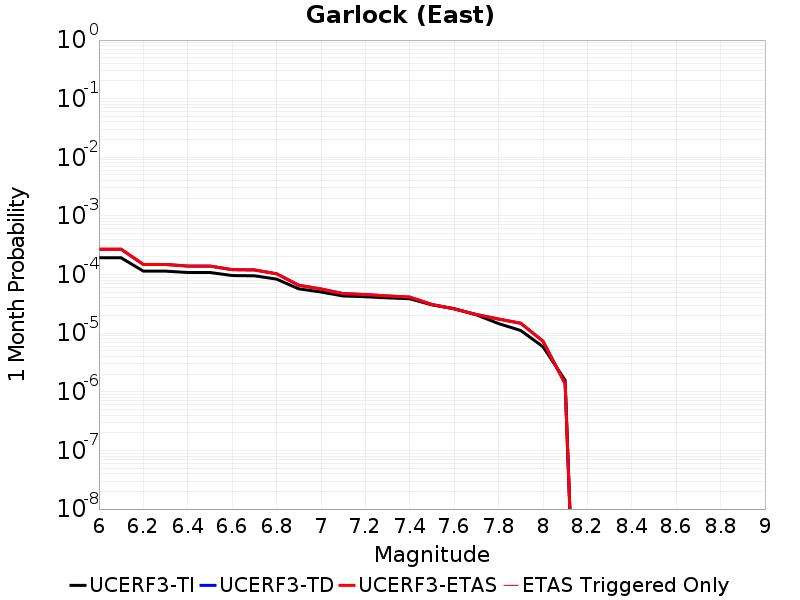 Garlock (East)
1 Month Probability
10^0
10^-1
10^-2
10^-3
10^-4
10^-5
10^-6
10^-7
10^-8
6 6.2 6.4 6.6 6.8 7 7.2 7.4 7.6 7.8 8 8.2 8.4 8.6 8.8 9
Magnitude
UCERF3-TI UCERF3-TD UCERF3-ETAS ETAS Triggered Only